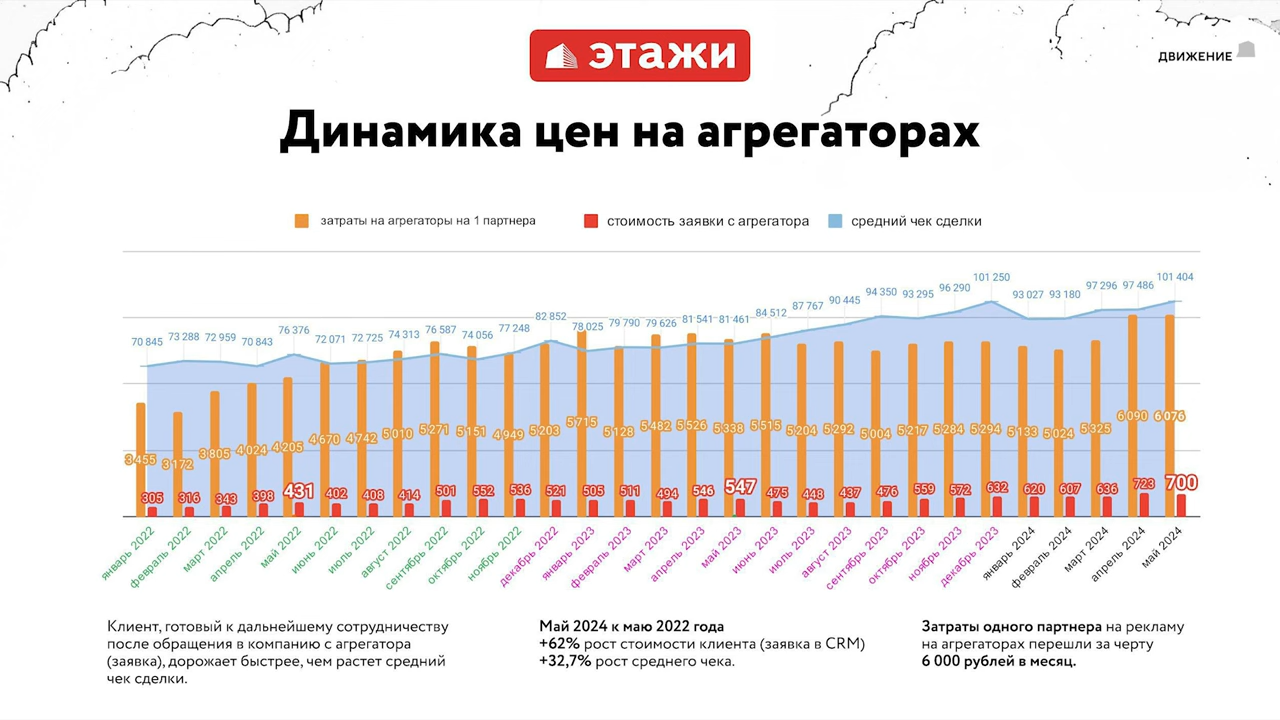 этажи
ДВИЖЕНИЕ
Динамика цен на агрегаторах
затраты на агрегаторы на 1 партнера
стоимость заявки с агрегатора
средний чек сделки
70 845 73 288 72 959 70 843 76 376 72 071 72 725 74 313 76 587 74 056 77 248 82 852 78 025 79 790 79 626 81 541 81 461 84 512 87 767 90 445 94 350 93 295 96 290 101 250 93 027 93 180 97 296 97 486 101 404
3 455 3 172 3 805 4 024 4 205 4 670 4 742 5 010 5 271 5 151 4 949 5 203 5 715 5 128 5 482 5 526 5 338 5 515 5 204 5 292 5 004 5 217 5 284 5 294 5 133 5 024 5 325 6 090 6 076
305 316 343 398 431 402 408 414 501 552 536 521 505 511 494 546 547 475 448 437 476 559 572 632 620 607 636 723 700
январь 2022 февраль 2022 март 2022 апрель 2022 май 2022 июнь 2022 июль 2022 август 2022 сентябрь 2022 октябрь 2022 ноябрь 2022 декабрь 2022 январь 2023 февраль 2023 март 2023 апрель 2023 май 2023 июнь 2023 июль 2023 август 2023 сентябрь 2023 октябрь 2023 ноябрь 2023 декабрь 2023 январь 2024 февраль 2024 март 2024 апрель 2024 май 2024
Клиент, готовый к дальнейшему сотрудничеству
после обращения в компанию с агрегатора
(заявка), дорожает быстрее, чем растет средний
чек сделки.
Май 2024 к маю 2022 года
+62% рост стоимости клиента (заявка в CRM)
+32,7% рост среднего чека.
Затраты одного партнера на рекламу
на агрегаторах перешли за черту
6 000 рублей в месяц.